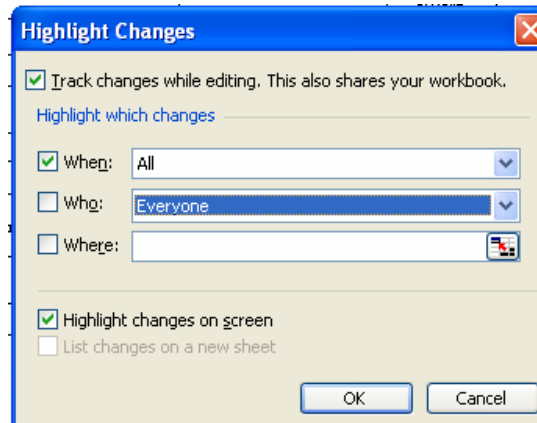 Highlight Changes
Track changes while editing. This also shares your workbook.
Highlight which changes
When: All
Who: Everyone
Where:
Highlight changes on screen
List changes on a new sheet
OK Cancel